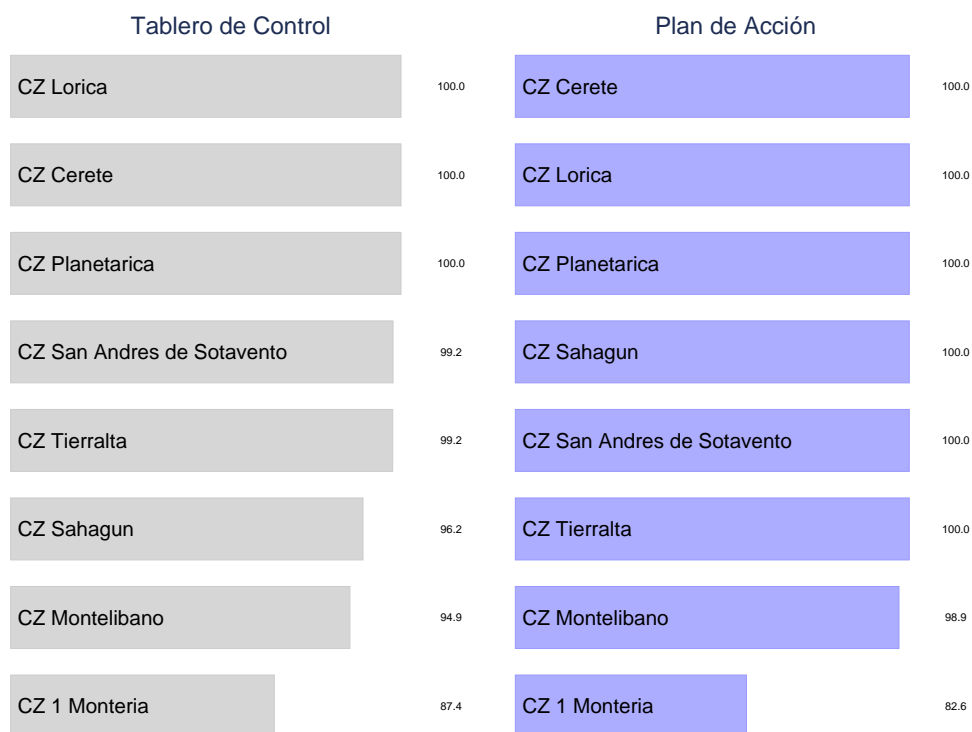 Tablero de Control
CZ Lorica 100.0
CZ Cerete 100.0
CZ Planetarica 100.0
CZ San Andres de Sotavento 99.2
CZ Tierralta 99.2
CZ Sahagun 96.2
CZ Montelibano 94.9
CZ 1 Monteria 87.4
Plan de Acción
CZ Cerete 100.0
CZ Lorica 100.0
CZ Planetarica 100.0
CZ Sahagun 100.0
CZ San Andres de Sotavento 100.0
CZ Tierralta 100.0
CZ Montelibano 98.9
CZ 1 Monteria 82.6